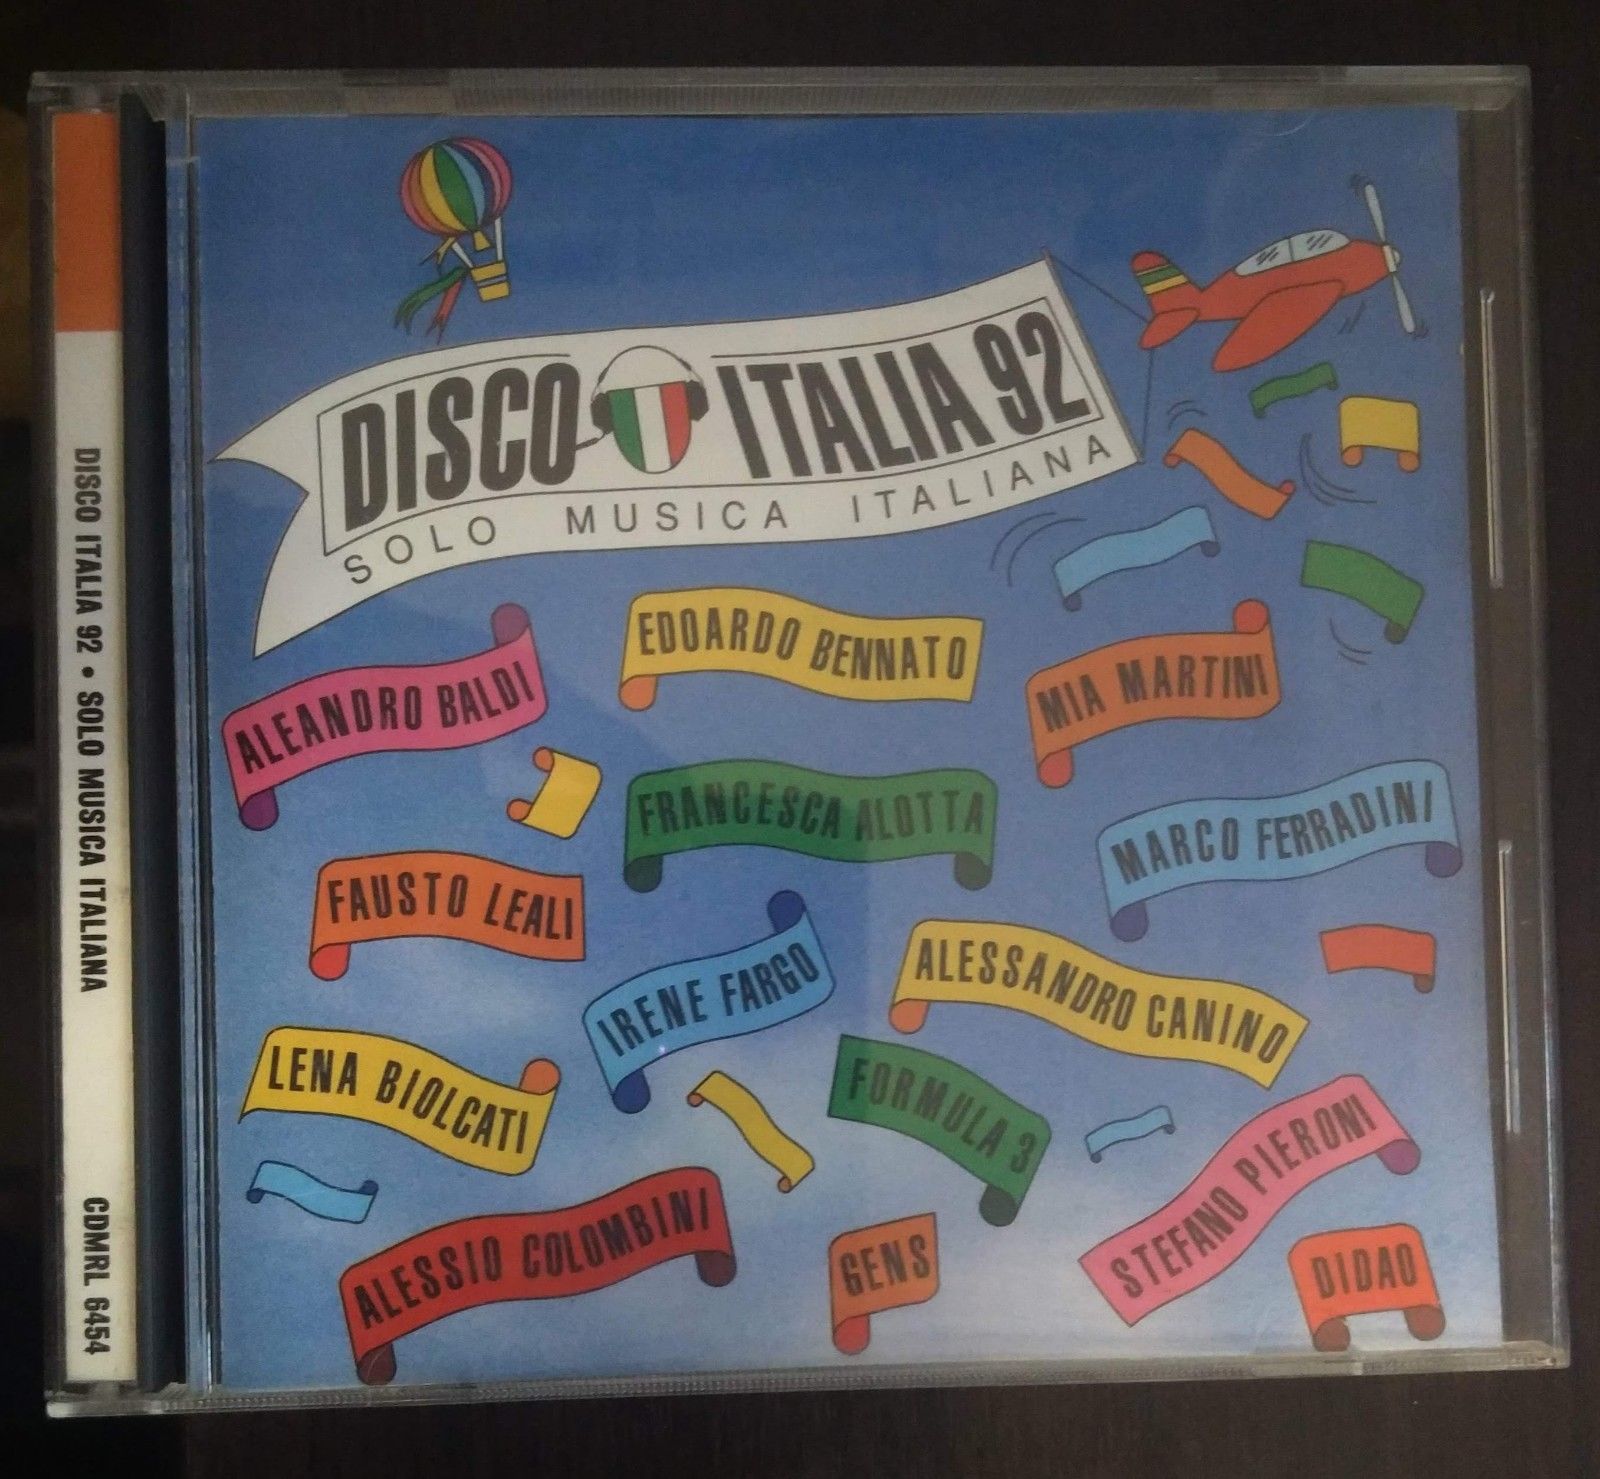 DISCO ITALIA 92
SOLO MUSICA ITALIANA
ALEANDRO BALDI
EDOARDO BENNATO
MIA MARTINI
FRANCESCA ALOTTA
MARCO FERRADINI
FAUSTO LEALI
IRENE FARGO
ALESSANDRO CANINO
LENA BIOLCATI
FORMULA 3
STEFANO PIERONI
ALESSIO COLOMBINI
GENS
DIDAO
DISCO ITALIA 92 • SOLO MUSICA ITALIANA CDMRL 6454